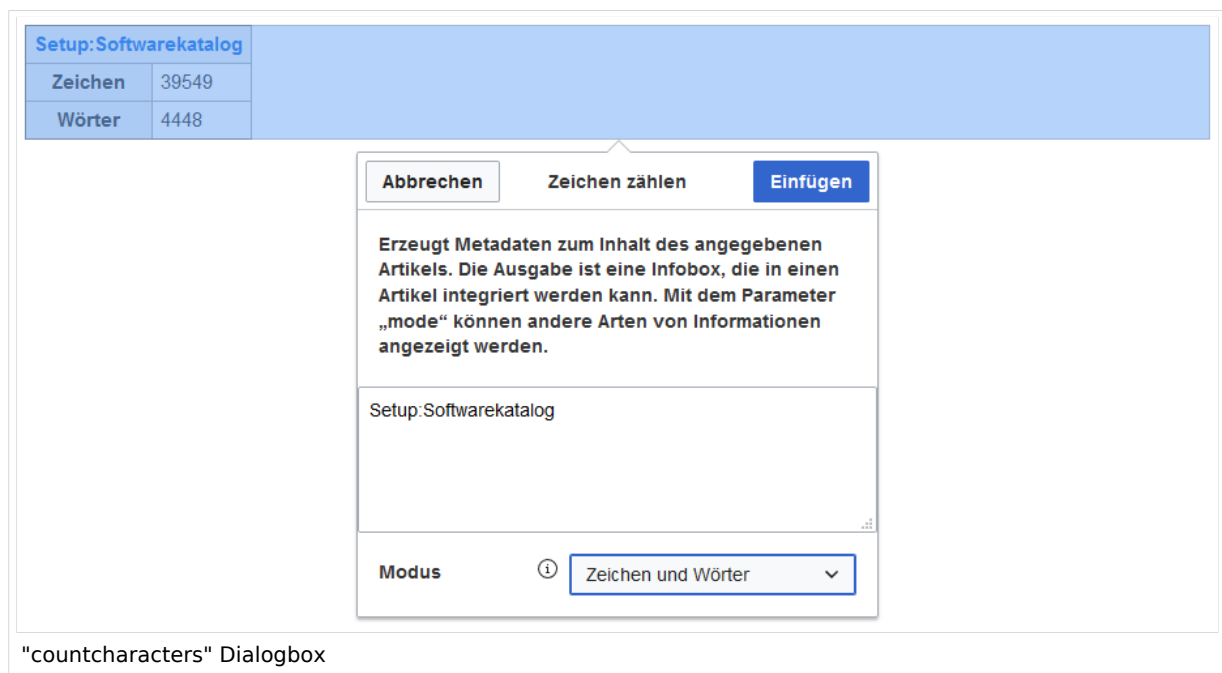 Setup:Softwarekatalog
Zeichen 39549
Wörter 4448
Abbrechen Zeichen zählen Einfügen
Erzeugt Metadaten zum Inhalt des angegebenen
Artikels. Die Ausgabe ist eine Infobox, die in einen
Artikel integriert werden kann. Mit dem Parameter
„mode“ können andere Arten von Informationen
angezeigt werden.
Setup:Softwarekatalog
Modus Zeichen und Wörter
"countcharacters" Dialogbox